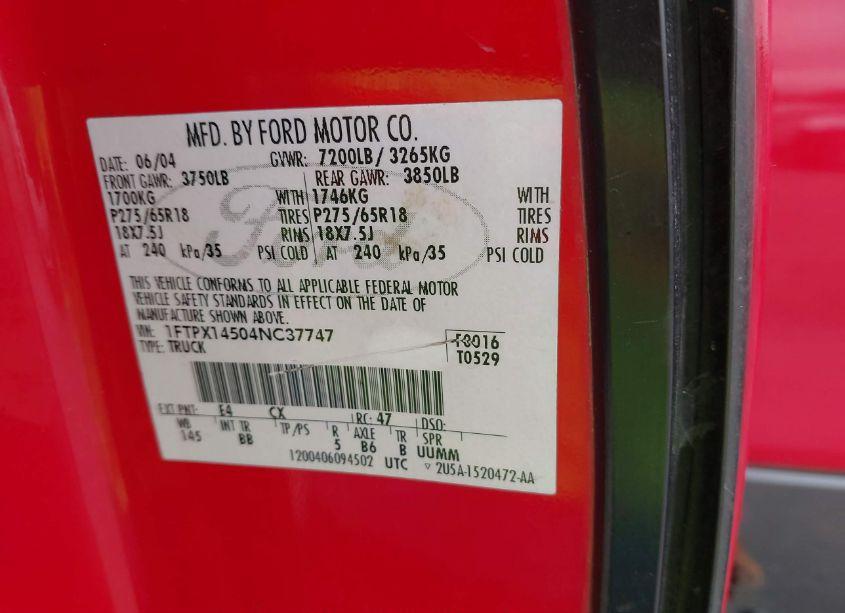 MFD. BY FORD MOTOR CO.
DATE: 06/04 GVWR: 7200LB / 3265KG
FRONT GAWR: 3750LB REAR GAWR: 3850LB
1700KG WITH 1746KG WITH
P275/65R18 TIRES P275/65R18 TIRES
18X7.5J RIMS 18X7.5J RIMS
AT 240 kPa/35 PSI COLD AT 240 kPa/35 PSI COLD
Ford
THIS VEHICLE CONFORMS TO ALL APPLICABLE FEDERAL MOTOR
VEHICLE SAFETY STANDARDS IN EFFECT ON THE DATE OF
MANUFACTURE SHOWN ABOVE.
VIN: 1FTPX14504NC37747
TYPE: TRUCK
F0016
T0529
EXT PNT: E4 CX RC: 47 DSO:
WB INT TR TP/PS R AXLE TR SPR
145 BB 5 B6 B UUMM
1200406094502 UTC ▽ 2U5A-1520472-AA